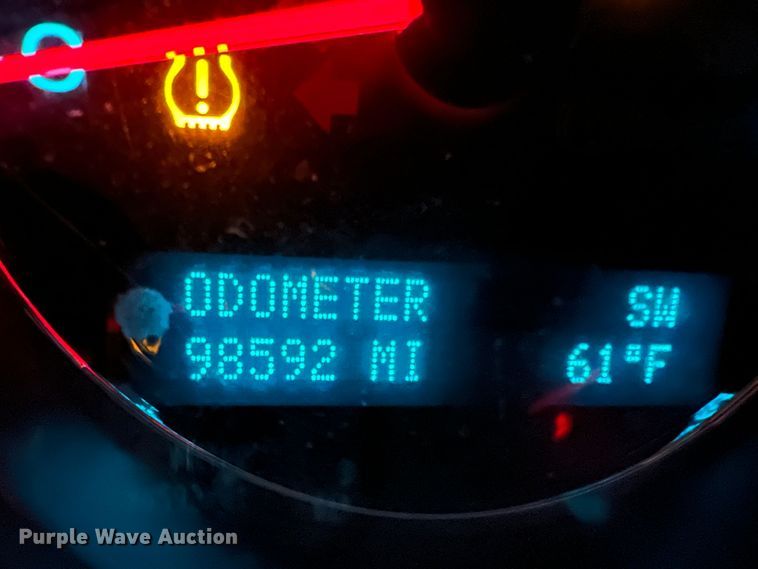 ODOMETER SW
98592 MI 61°F
Purple Wave Auction